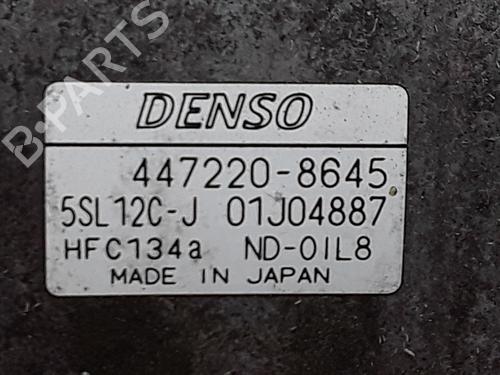 B-PARTS
DENSO
447220-8645
5SL12C-J 01J04887
HFC134a ND-OIL8
MADE IN JAPAN